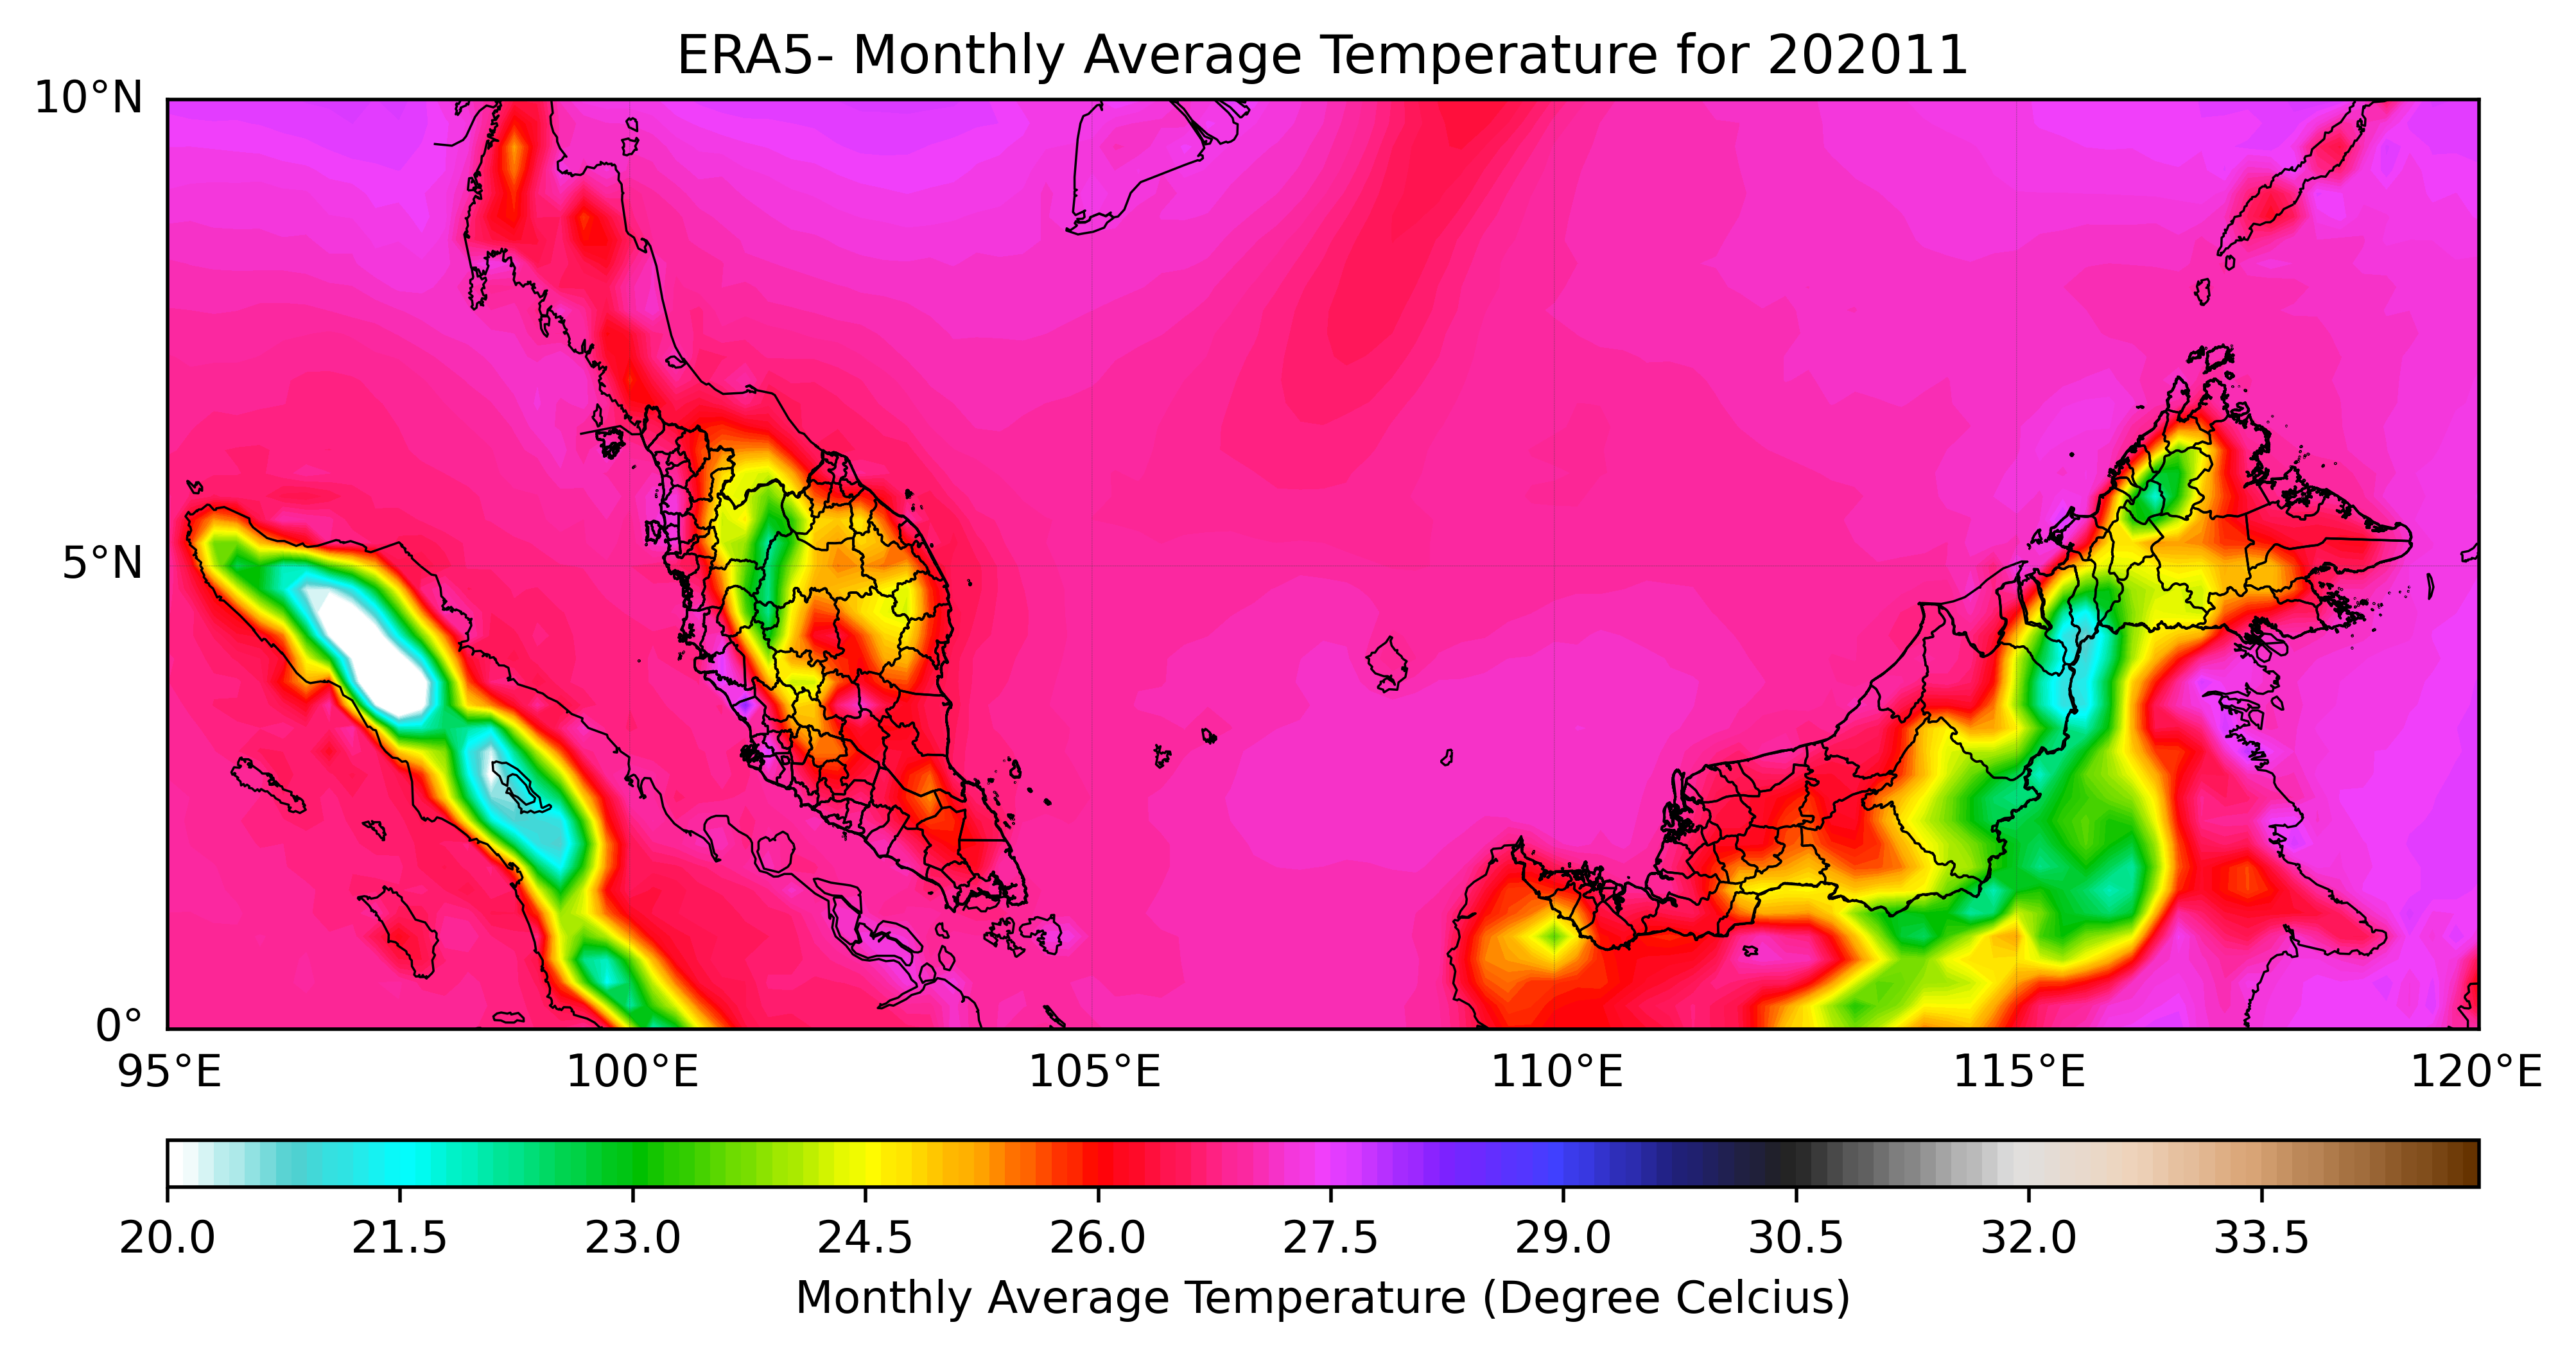 ERA5- Monthly Average Temperature for 202011
10°N
5°N
0°
95°E 100°E 105°E 110°E 115°E 120°E
20.0 21.5 23.0 24.5 26.0 27.5 29.0 30.5 32.0 33.5
Monthly Average Temperature (Degree Celcius)